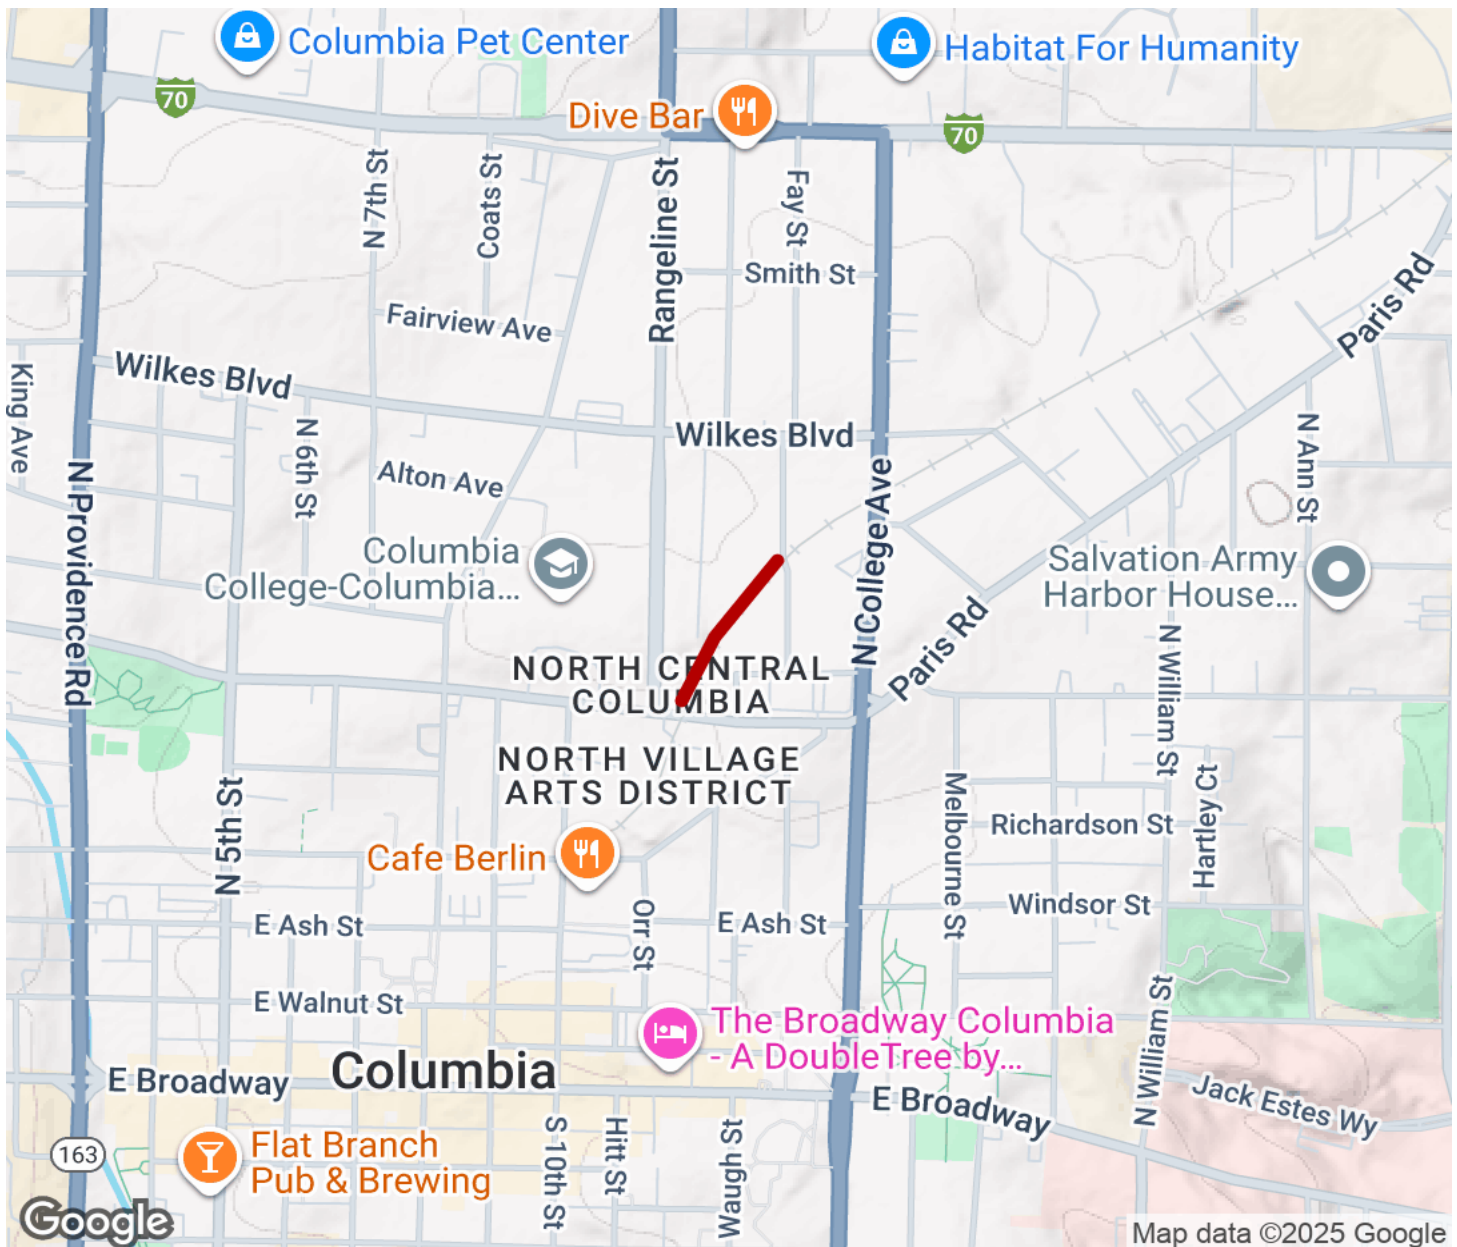 Columbia Pet Center
Habitat For Humanity
70
Dive Bar
70
N 7th St
Coats St
Rangeline St
Fay St
Smith St
Paris Rd
Fairview Ave
Wilkes Blvd
King Ave
Wilkes Blvd
N 6th St
Alton Ave
N Ann St
N Providence Rd
N College Ave
Columbia
College-Columbia...
Salvation Army
Harbor House...
Paris Rd
N William St
NORTH CENTRAL
COLUMBIA
NORTH VILLAGE
ARTS DISTRICT
N 5th St
Melbourne St
Richardson St
Hartley Ct
Cafe Berlin
Windsor St
Orr St
E Ash St
E Ash St
E Walnut St
N William St
The Broadway Columbia
- A DoubleTree by...
Columbia
E Broadway
E Broadway
Jack Estes Wy
163
Flat Branch
Pub & Brewing
S 10th St
Hitt St
Waugh St
Google
Map data ©2025 Google